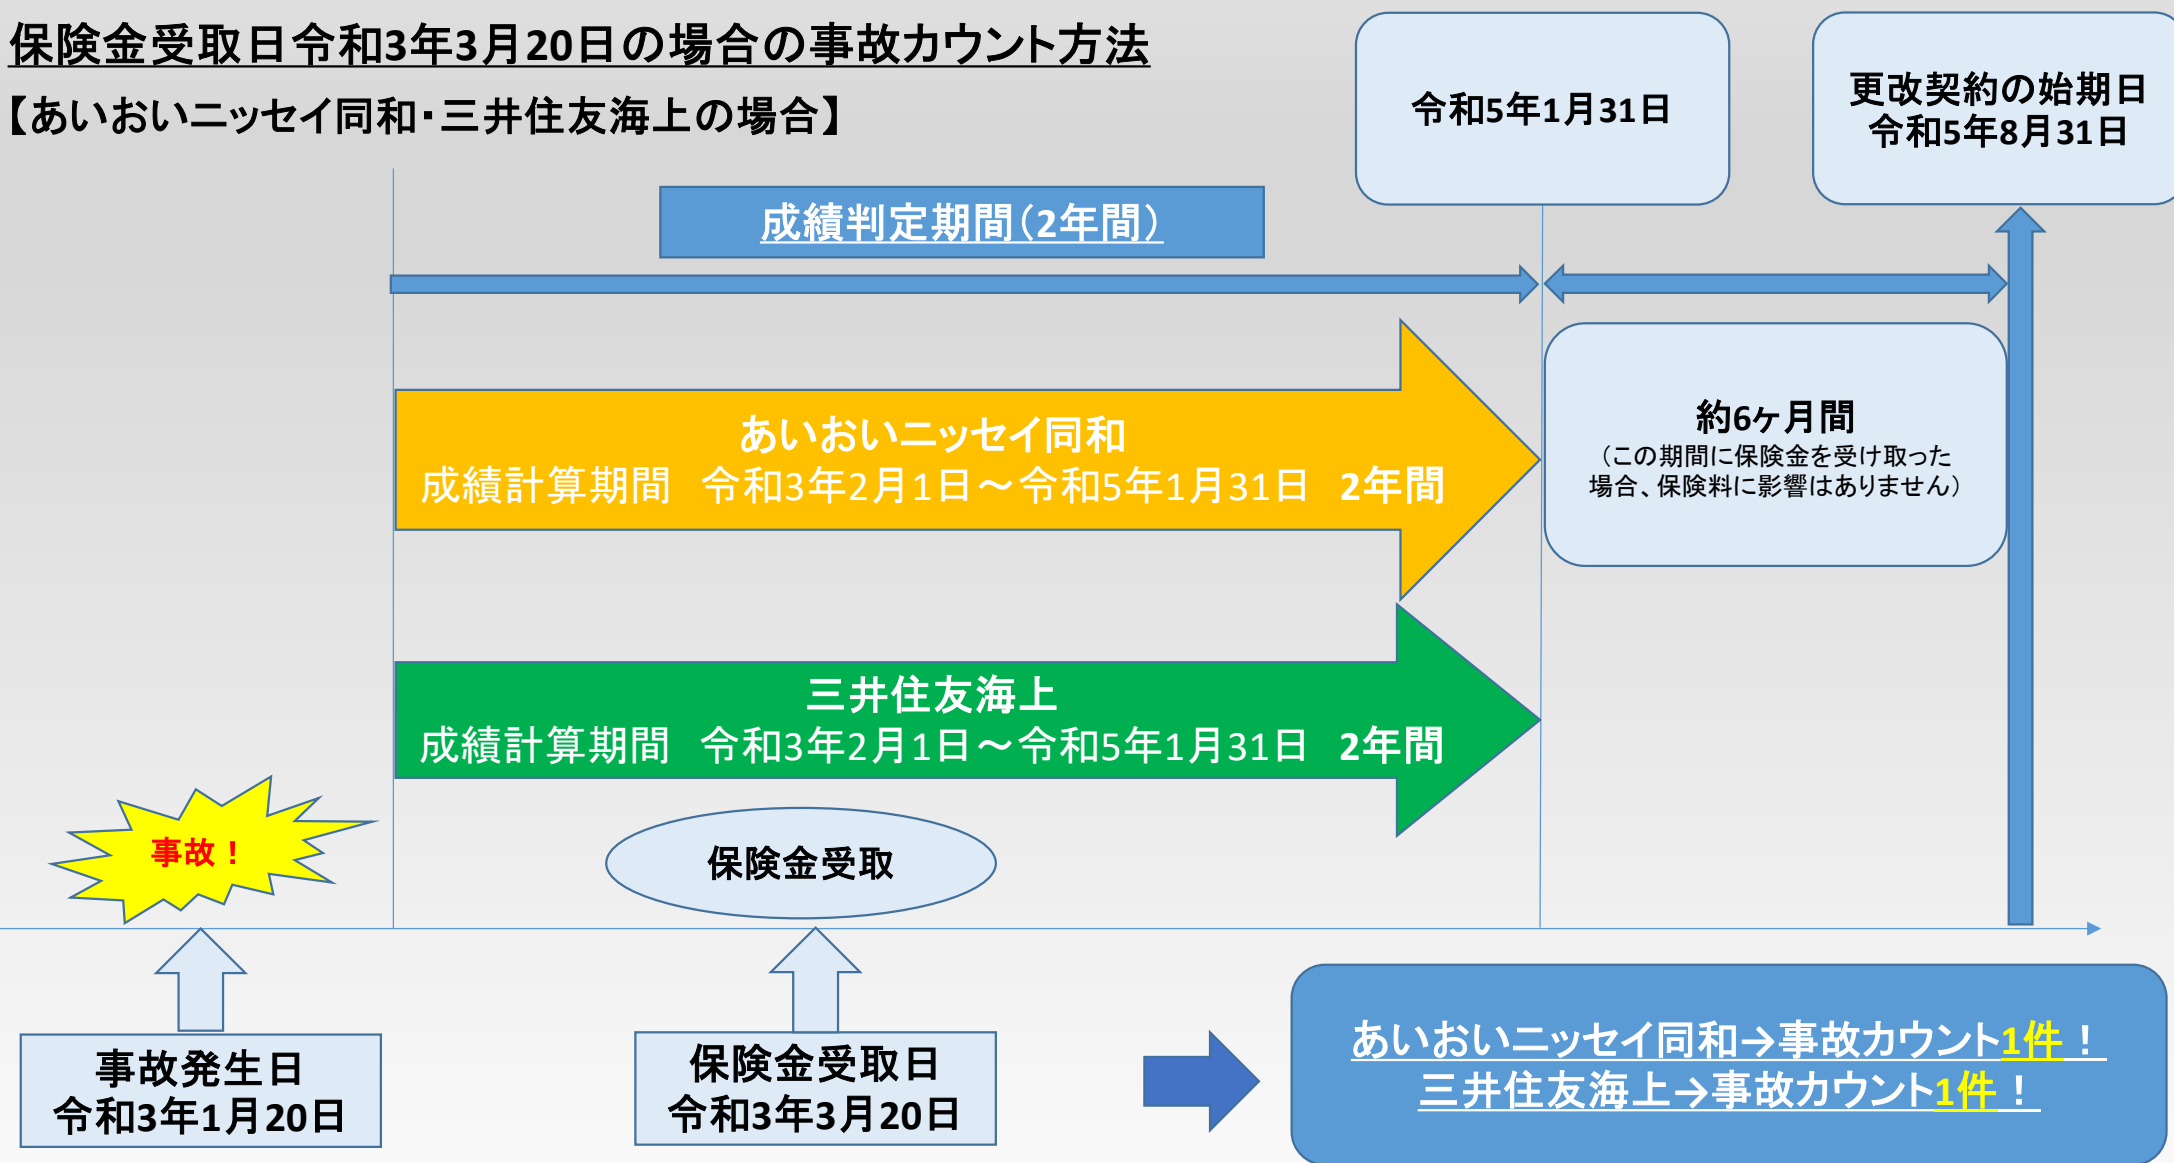 保険金受取日令和3年3月20日の場合の事故カウント方法
【あいおいニッセイ同和・三井住友海上の場合】
令和5年1月31日
更改契約の始期日
令和5年8月31日
成績判定期間（2年間）
あいおいニッセイ同和
成績計算期間　令和3年2月1日～令和5年1月31日　2年間
約6ヶ月間
（この期間に保険金を受け取った
場合、保険料に影響はありません）
三井住友海上
成績計算期間　令和3年2月1日～令和5年1月31日　2年間
事故！
保険金受取
事故発生日
令和3年1月20日
保険金受取日
令和3年3月20日
あいおいニッセイ同和→事故カウント1件！
三井住友海上→事故カウント1件！